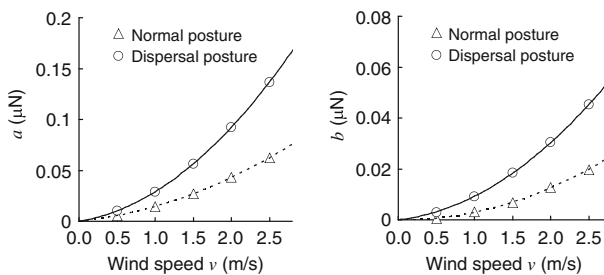 0.2
0.15
0.1
0.05
0
a (μN)
Normal posture
Dispersal posture
0.0 0.5 1.0 1.5 2.0 2.5
Wind speed v (m/s)
0.08
0.06
0.04
0.02
0
b (μN)
Normal posture
Dispersal posture
0.0 0.5 1.0 1.5 2.0 2.5
Wind speed v (m/s)